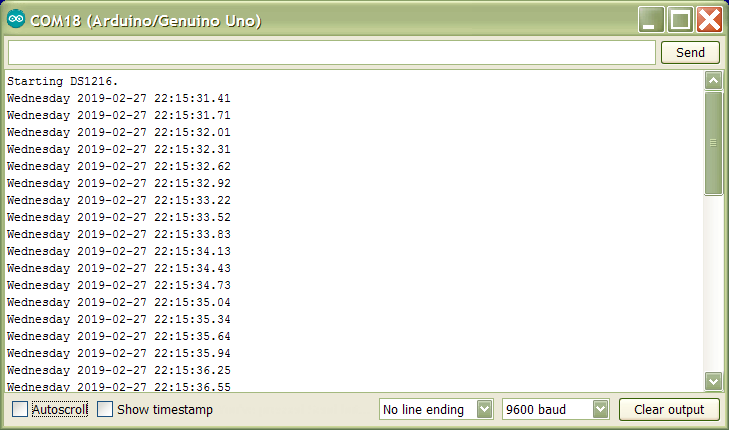 COM18 (Arduino/Genuino Uno)
Send
Starting DS1216.
Wednesday 2019-02-27 22:15:31.41
Wednesday 2019-02-27 22:15:31.71
Wednesday 2019-02-27 22:15:32.01
Wednesday 2019-02-27 22:15:32.31
Wednesday 2019-02-27 22:15:32.62
Wednesday 2019-02-27 22:15:32.92
Wednesday 2019-02-27 22:15:33.22
Wednesday 2019-02-27 22:15:33.52
Wednesday 2019-02-27 22:15:33.83
Wednesday 2019-02-27 22:15:34.13
Wednesday 2019-02-27 22:15:34.43
Wednesday 2019-02-27 22:15:34.73
Wednesday 2019-02-27 22:15:35.04
Wednesday 2019-02-27 22:15:35.34
Wednesday 2019-02-27 22:15:35.64
Wednesday 2019-02-27 22:15:35.94
Wednesday 2019-02-27 22:15:36.25
Wednesday 2019-02-27 22:15:36.55
Autoscroll Show timestamp No line ending 9600 baud Clear output